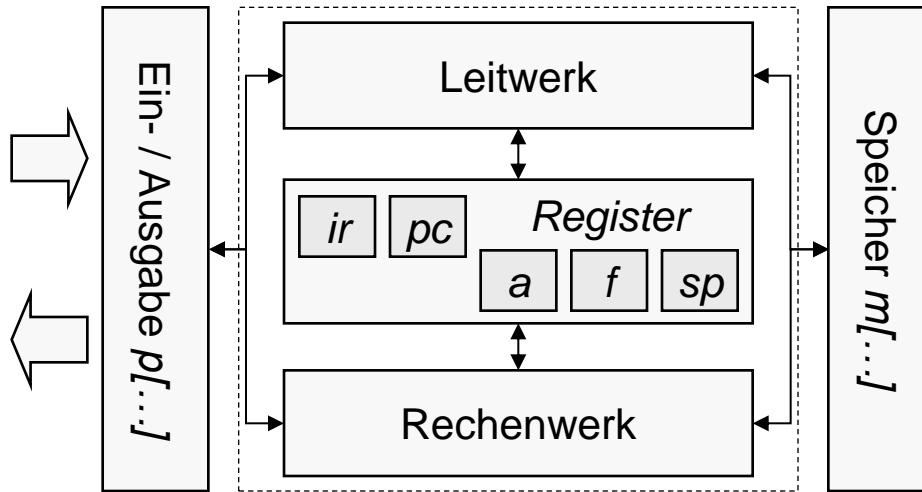 Ein- / Ausgabe p[…]
Leitwerk
Register
ir
pc
a
f
sp
Rechenwerk
Speicher m[…]